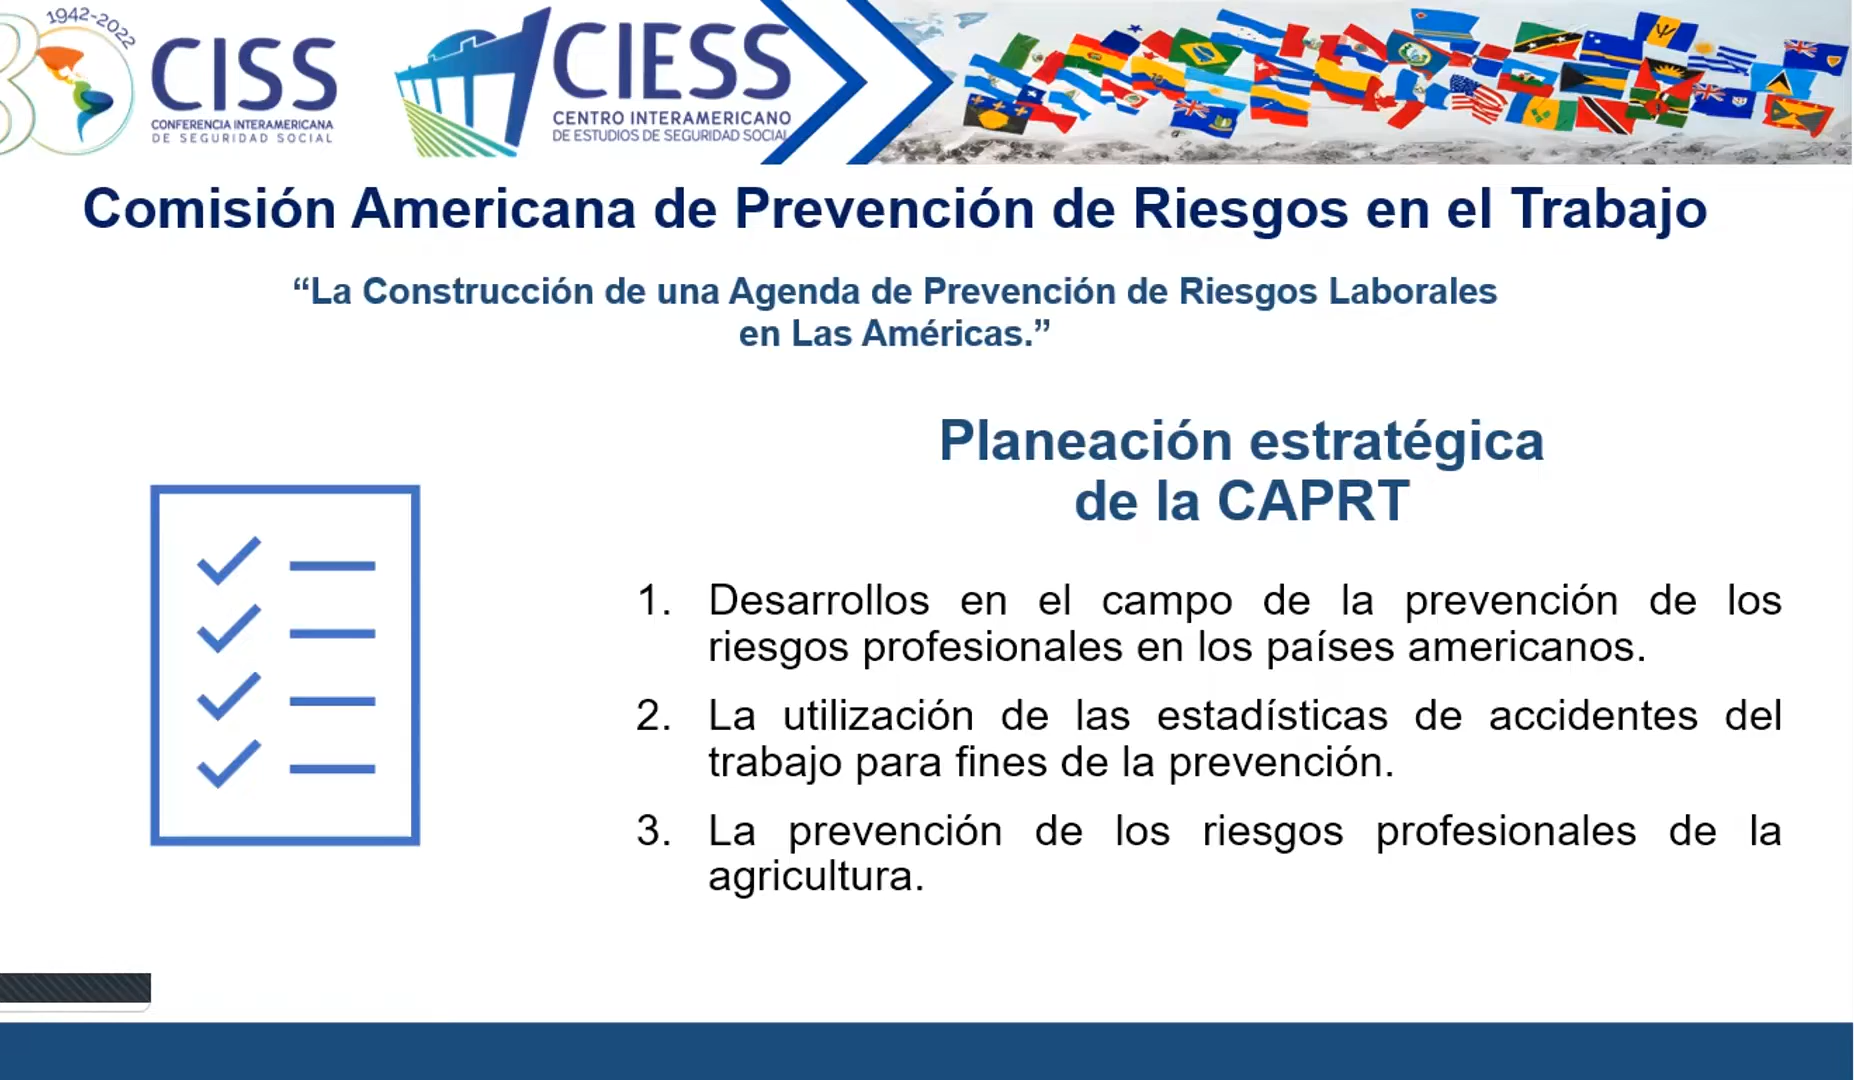 1942-2022
CISS
CONFERENCIA INTERAMERICANA
DE SEGURIDAD SOCIAL
CIESS
CENTRO INTERAMERICANO
DE ESTUDIOS DE SEGURIDAD SOCIAL
Comisión Americana de Prevención de Riesgos en el Trabajo
“La Construcción de una Agenda de Prevención de Riesgos Laborales
en Las Américas.”
Planeación estratégica
de la CAPRT
1. Desarrollos en el campo de la prevención de los
riesgos profesionales en los países americanos.
2. La utilización de las estadísticas de accidentes del
trabajo para fines de la prevención.
3. La prevención de los riesgos profesionales de la
agricultura.